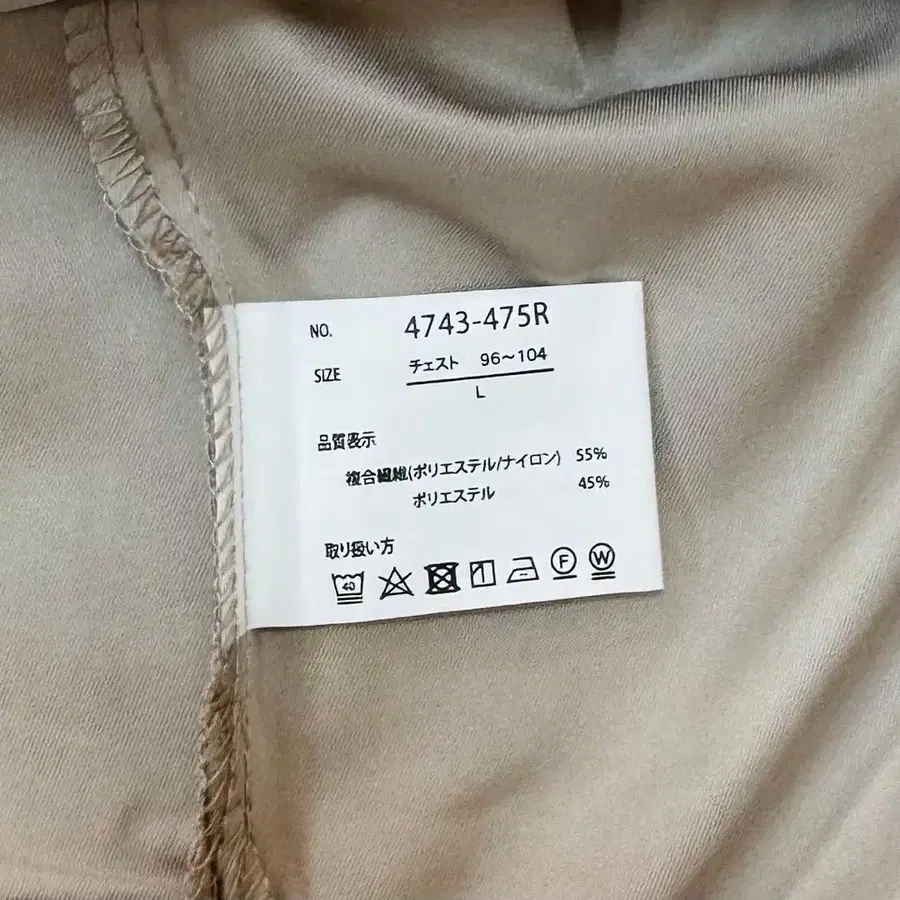 NO. 4743-475R
SIZE チェスト 96～104
L
品質表示
複合繊維(ポリエステル/ナイロン) 55%
ポリエステル 45%
取り扱い方
40 F W